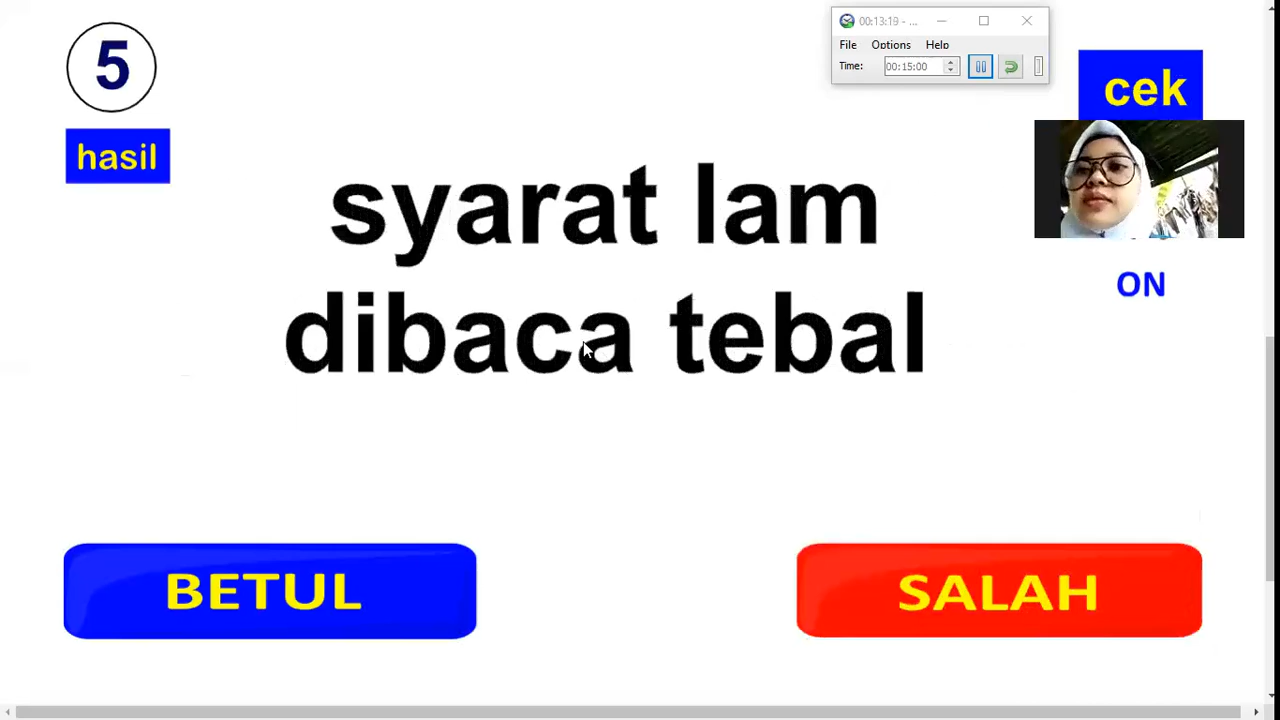 5
hasil
00:13:19 - ...
File Options Help
Time: 00:15:00
cek
syarat lam
dibaca tebal
ON
BETUL
SALAH